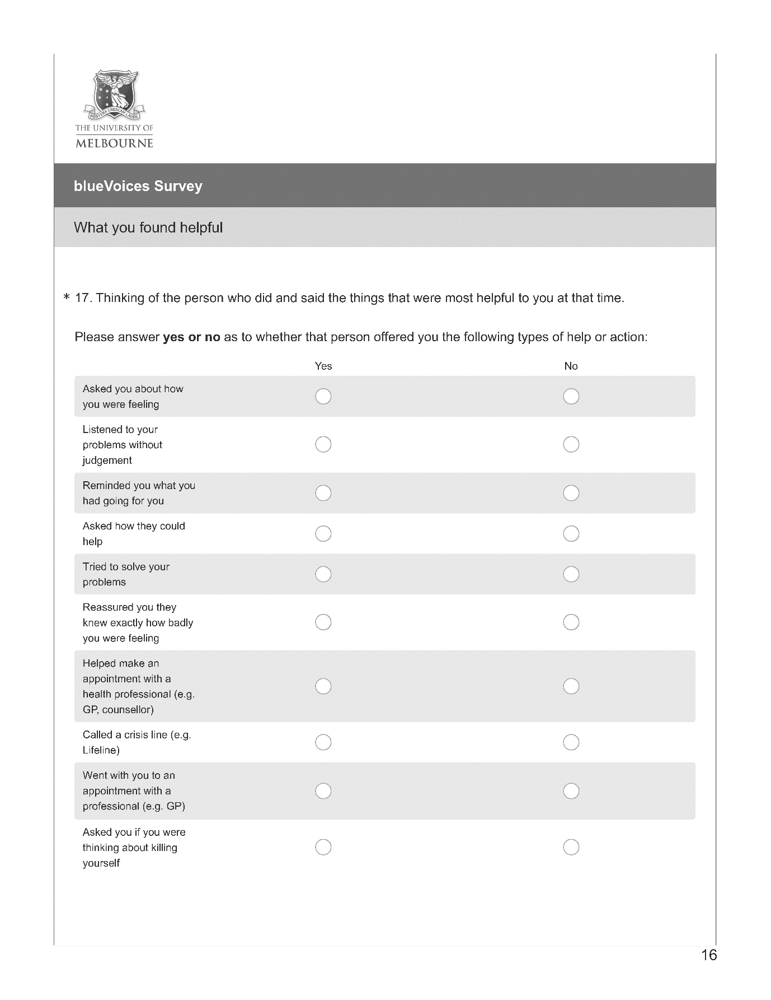 POSTERA CRESCAM LAUDE
THE UNIVERSITY OF
MELBOURNE
blueVoices Survey
What you found helpful
* 17. Thinking of the person who did and said the things that were most helpful to you at that time.
Please answer yes or no as to whether that person offered you the following types of help or action:
Yes No
Asked you about how
you were feeling
Listened to your
problems without
judgement
Reminded you what you
had going for you
Asked how they could
help
Tried to solve your
problems
Reassured you they
knew exactly how badly
you were feeling
Helped make an
appointment with a
health professional (e.g.
GP, counsellor)
Called a crisis line (e.g.
Lifeline)
Went with you to an
appointment with a
professional (e.g. GP)
Asked you if you were
thinking about killing
yourself
16